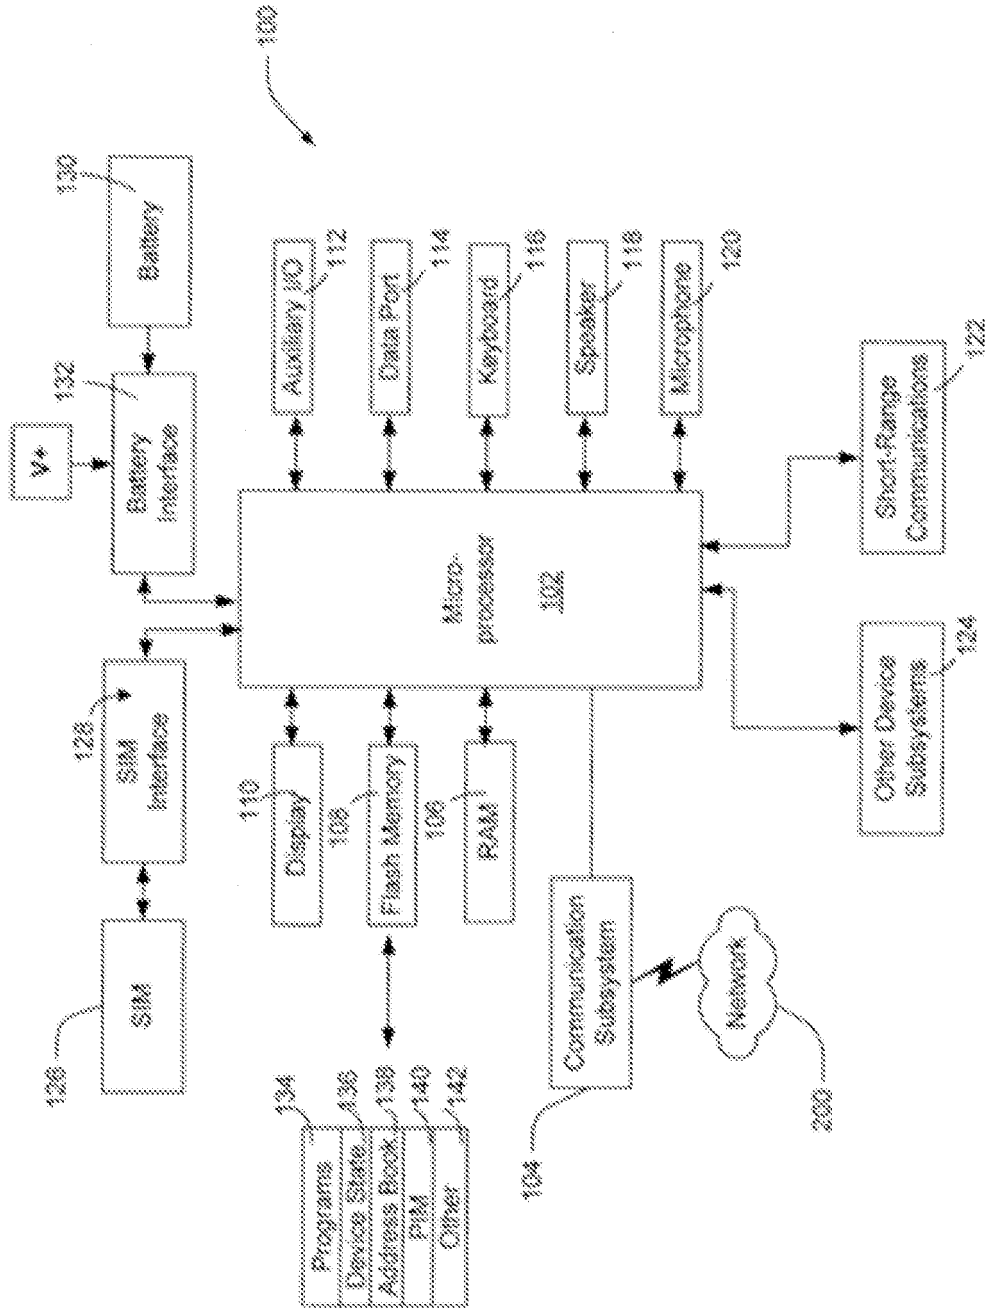 100
V+
126
SIM
128
SIM
Interface
132
Battery
Interface
130
Battery
110
Display
108
Flash Memory
106
RAM
Micro-
processor
102
Auxiliary I/O
112
Data Port
114
Keyboard
116
Speaker
118
Microphone
120
Programs
134
Device State
136
Address Book
138
PIM
140
Other
142
104
Communication
Subsystem
Network
200
Other Device
Subsystems
124
Short-Range
Communications
122